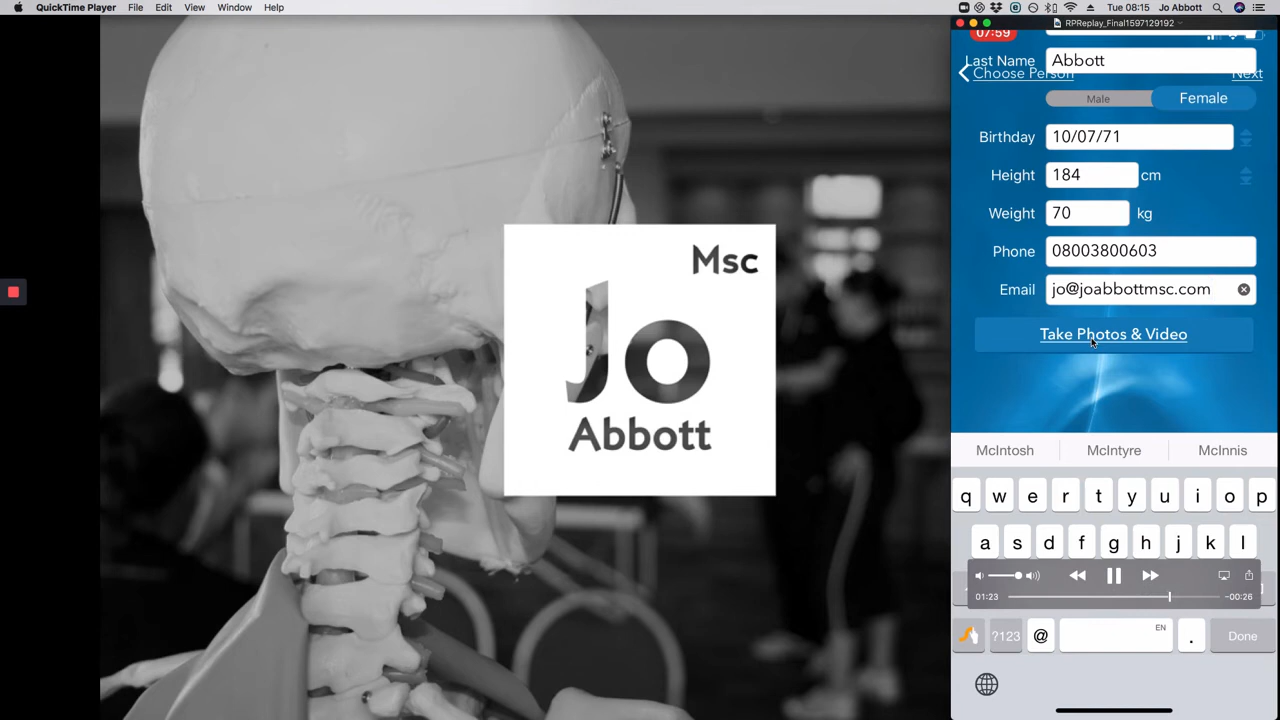 QuickTime Player File Edit View Window Help
Tue 08:15 Jo Abbott
RPReplay_Final1597129192
07:59
Last Name Abbott
Choose Person Next
Male Female
Birthday 10/07/71
Height 184 cm
Weight 70 kg
Phone 08003800603
Email jo@joabbottmsc.com
Take Photos & Video
Msc
Jo
Abbott
McIntosh McIntyre McInnis
q w e r t y u i o p
a s d f g h j k l
01:23 -00:26
?123 @ EN . Done